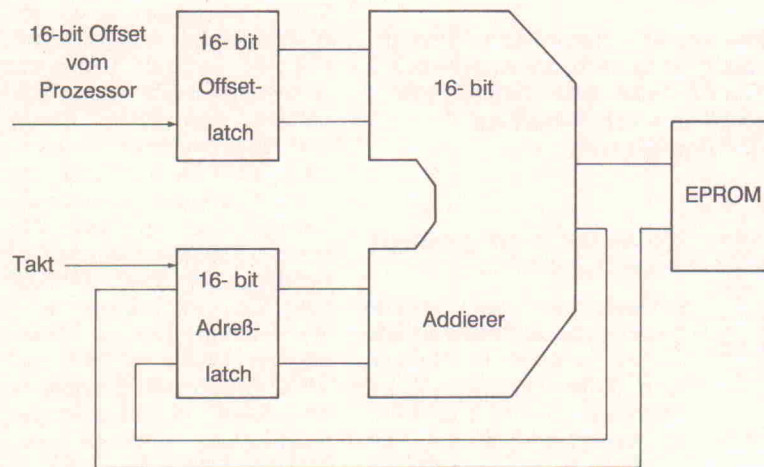 16-bit Offset
vom
Prozessor
16- bit
Offset-
latch
16- bit
Addierer
EPROM
Takt
16- bit
Adreß-
latch